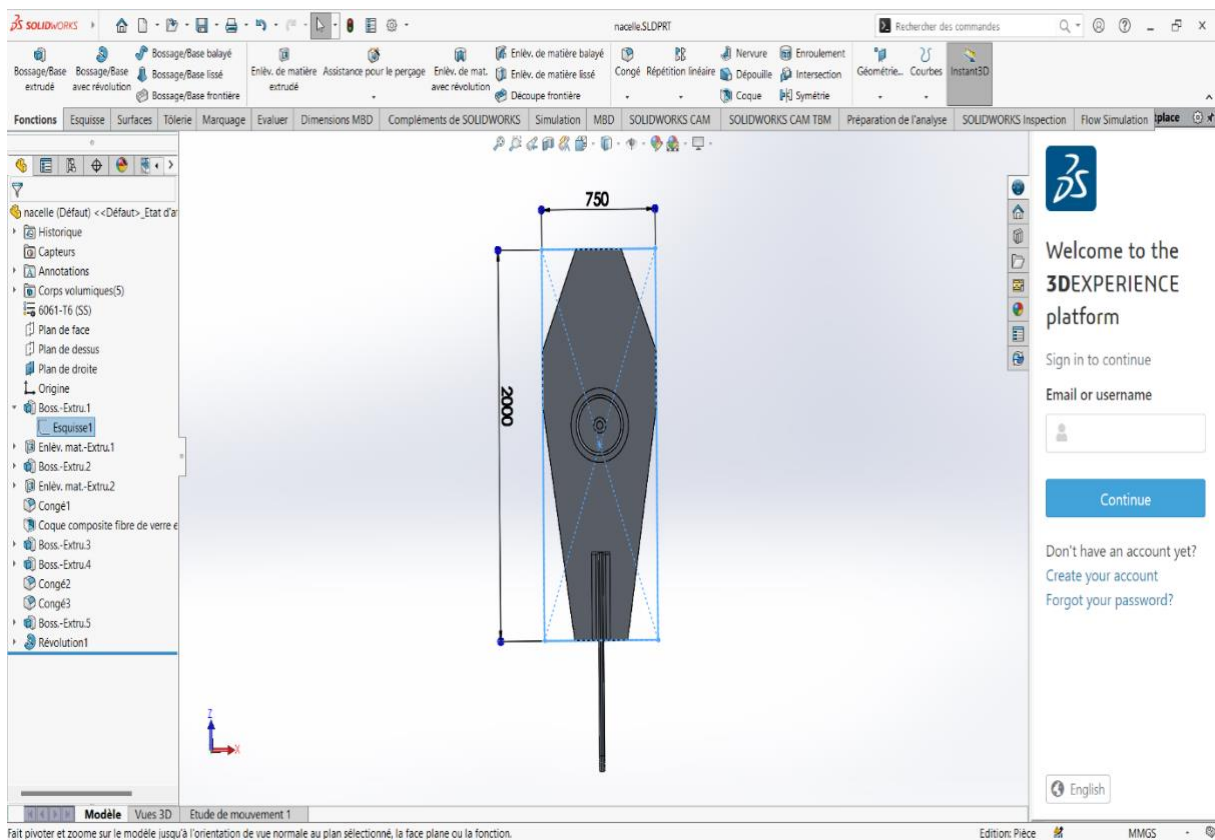 SOLIDWORKS
nacelle.SLDPRT
Rechercher des commandes
Bossage/Base extrudé
Bossage/Base avec révolution
Bossage/Base balayé
Bossage/Base lissé
Bossage/Base frontière
Enlèv. de matière extrudé
Assistance pour le perçage
Enlèv. de mat. avec révolution
Enlèv. de matière balayé
Enlèv. de matière lissé
Découpe frontière
Congé
Répétition linéaire
Nervure
Dépouille
Coque
Enroulement
Intersection
Symétrie
Géométrie...
Courbes
Instant3D
Fonctions Esquisse Surfaces Tôlerie Marquage Evaluer Dimensions MBD Compléments de SOLIDWORKS Simulation MBD SOLIDWORKS CAM SOLIDWORKS CAM TBM Préparation de l'analyse SOLIDWORKS Inspection Flow Simulation tplace
nacelle (Défaut) <<Défaut>_Etat d'a
Historique
Capteurs
Annotations
Corps volumiques(5)
6061-T6 (SS)
Plan de face
Plan de dessus
Plan de droite
Origine
Boss.-Extru.1
Esquisse1
Enlèv. mat.-Extru.1
Boss.-Extru.2
Enlèv. mat.-Extru.2
Congé1
Coque composite fibre de verre e
Boss.-Extru.3
Boss.-Extru.4
Congé2
Congé3
Boss.-Extru.5
Révolution1
750
2000
Z
X
Welcome to the
3DEXPERIENCE
platform
Sign in to continue
Email or username
Continue
Don't have an account yet?
Create your account
Forgot your password?
English
Modèle Vues 3D Etude de mouvement 1
Fait pivoter et zoome sur le modèle jusqu'à l'orientation de vue normale au plan sélectionné, la face plane ou la fonction.
Edition: Pièce
MMGS